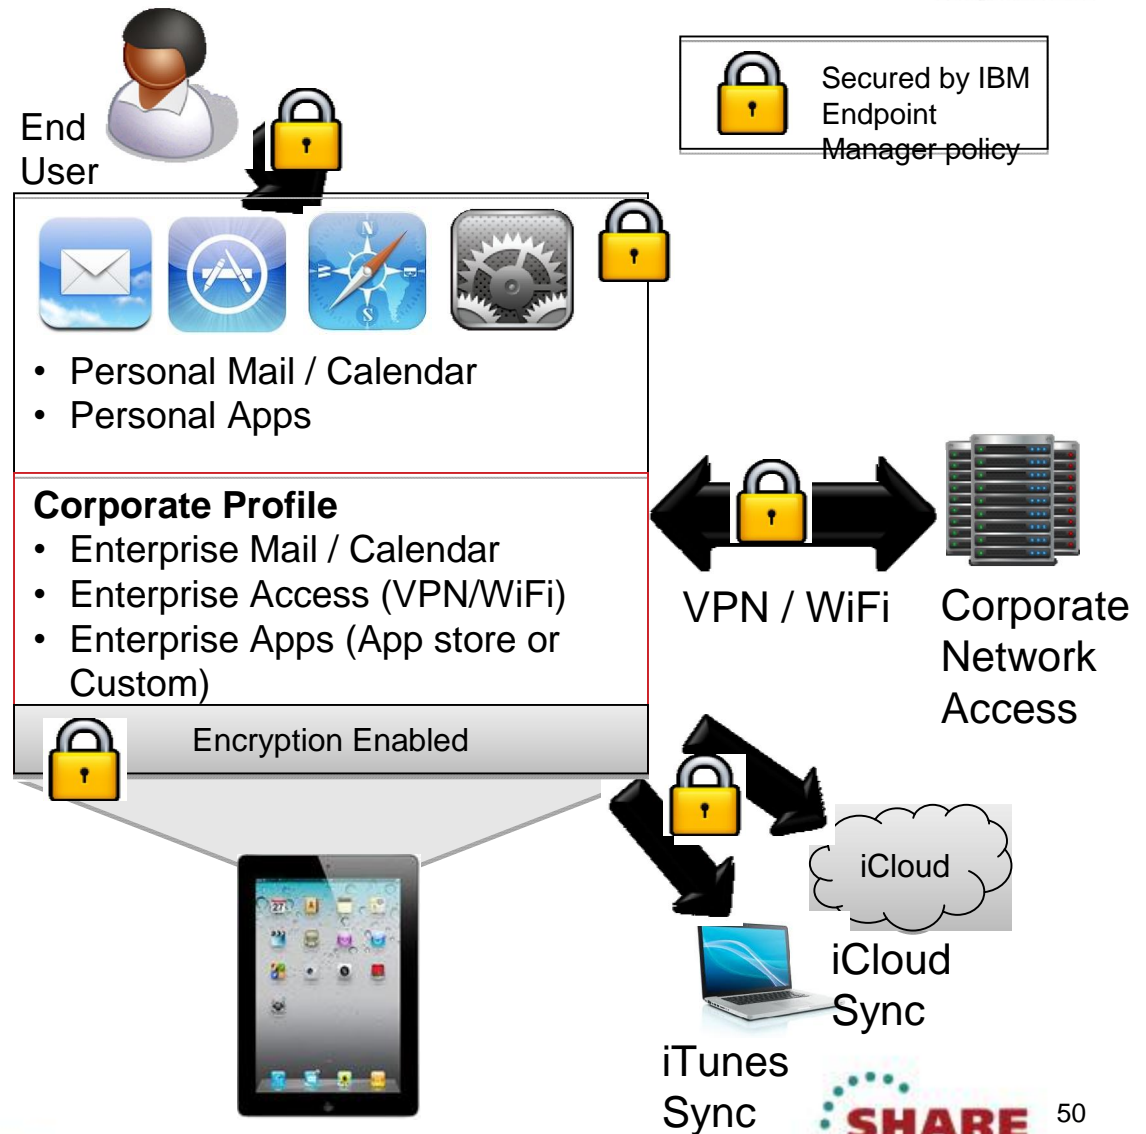 End
User
Secured by IBM
Endpoint
Manager policy
• Personal Mail / Calendar
• Personal Apps
Corporate Profile
• Enterprise Mail / Calendar
• Enterprise Access (VPN/WiFi)
• Enterprise Apps (App store or
Custom)
Encryption Enabled
VPN / WiFi
Corporate
Network
Access
iCloud
iCloud
Sync
iTunes
Sync
SHARE
50